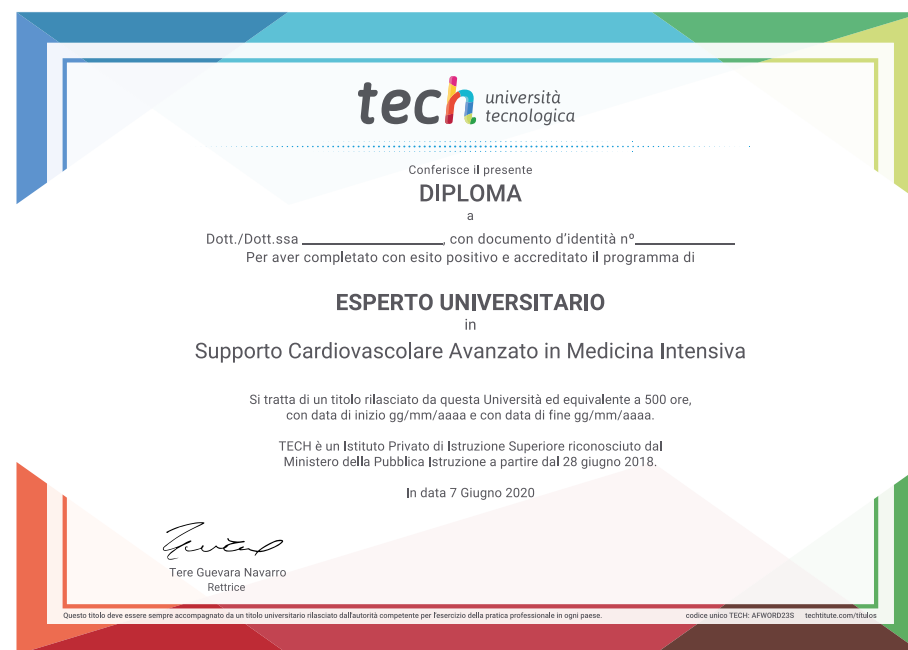 tech università
tecnologica
Conferisce il presente
DIPLOMA
a
Dott./Dott.ssa ____________________, con documento d'identità nº______________
Per aver completato con esito positivo e accreditato il programma di
ESPERTO UNIVERSITARIO
in
Supporto Cardiovascolare Avanzato in Medicina Intensiva
Si tratta di un titolo rilasciato da questa Università ed equivalente a 500 ore,
con data di inizio gg/mm/aaaa e con data di fine gg/mm/aaaa.
TECH è un Istituto Privato di Istruzione Superiore riconosciuto dal
Ministero della Pubblica Istruzione a partire dal 28 giugno 2018.
In data 7 Giugno 2020
Tere Guevara Navarro
Rettrice
Questo titolo deve essere sempre accompagnato da un titolo universitario rilasciato dall'autorità competente per l'esercizio della pratica professionale in ogni paese. codice unico TECH: AFWORD23S techtitute.com/titulos